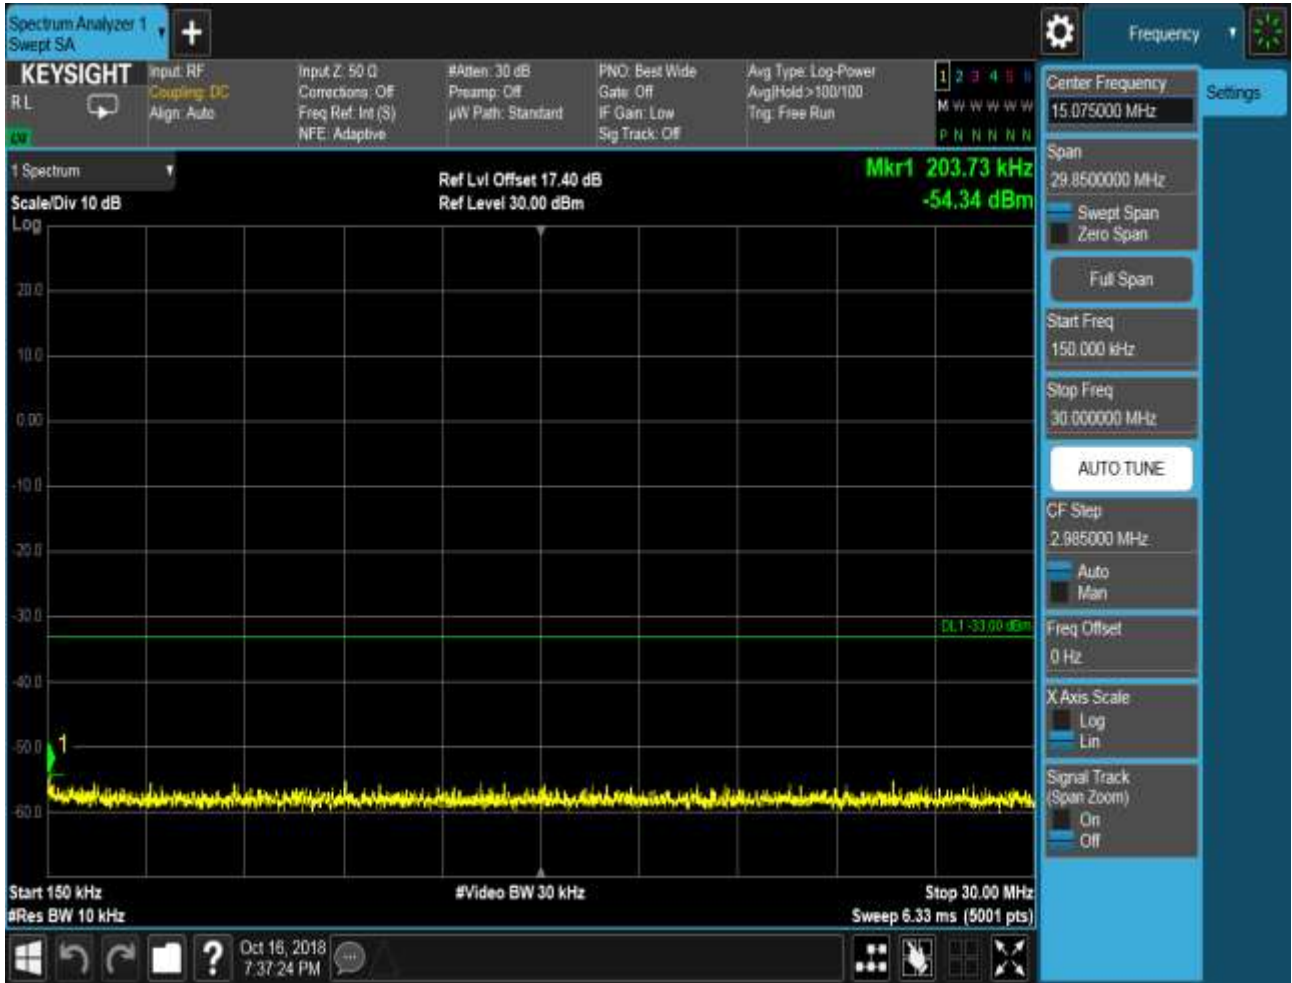 Spectrum Analyzer 1
Swept SA
+
Frequency
KEYSIGHT
R L
Input: RF
Coupling: DC
Align: Auto
Input Z: 50 Ω
Corrections: Off
Freq Ref: Int (S)
NFE: Adaptive
#Atten: 30 dB
Preamp: Off
µW Path: Standard
PNO: Best Wide
Gate: Off
IF Gain: Low
Sig Track: Off
Avg Type: Log-Power
Avg|Hold:>100/100
Trig: Free Run
1 2 3 4 5 6
M W W W W W
P N N N N N
1 Spectrum
Scale/Div 10 dB
Log
Ref Lvl Offset 17.40 dB
Ref Level 30.00 dBm
Mkr1 203.73 kHz
-54.34 dBm
20.0
10.0
0.00
-10.0
-20.0
-30.0
-40.0
-50.0
-60.0
DL1 -33.00 dBm
1
Start 150 kHz
#Res BW 10 kHz
#Video BW 30 kHz
Stop 30.00 MHz
Sweep 6.33 ms (5001 pts)
?
Oct 16, 2018
7:37:24 PM
Center Frequency
15.075000 MHz
Settings
Span
29.8500000 MHz
Swept Span
Zero Span
Full Span
Start Freq
150.000 kHz
Stop Freq
30.000000 MHz
AUTO TUNE
CF Step
2.985000 MHz
Auto
Man
Freq Offset
0 Hz
X Axis Scale
Log
Lin
Signal Track
(Span Zoom)
On
Off